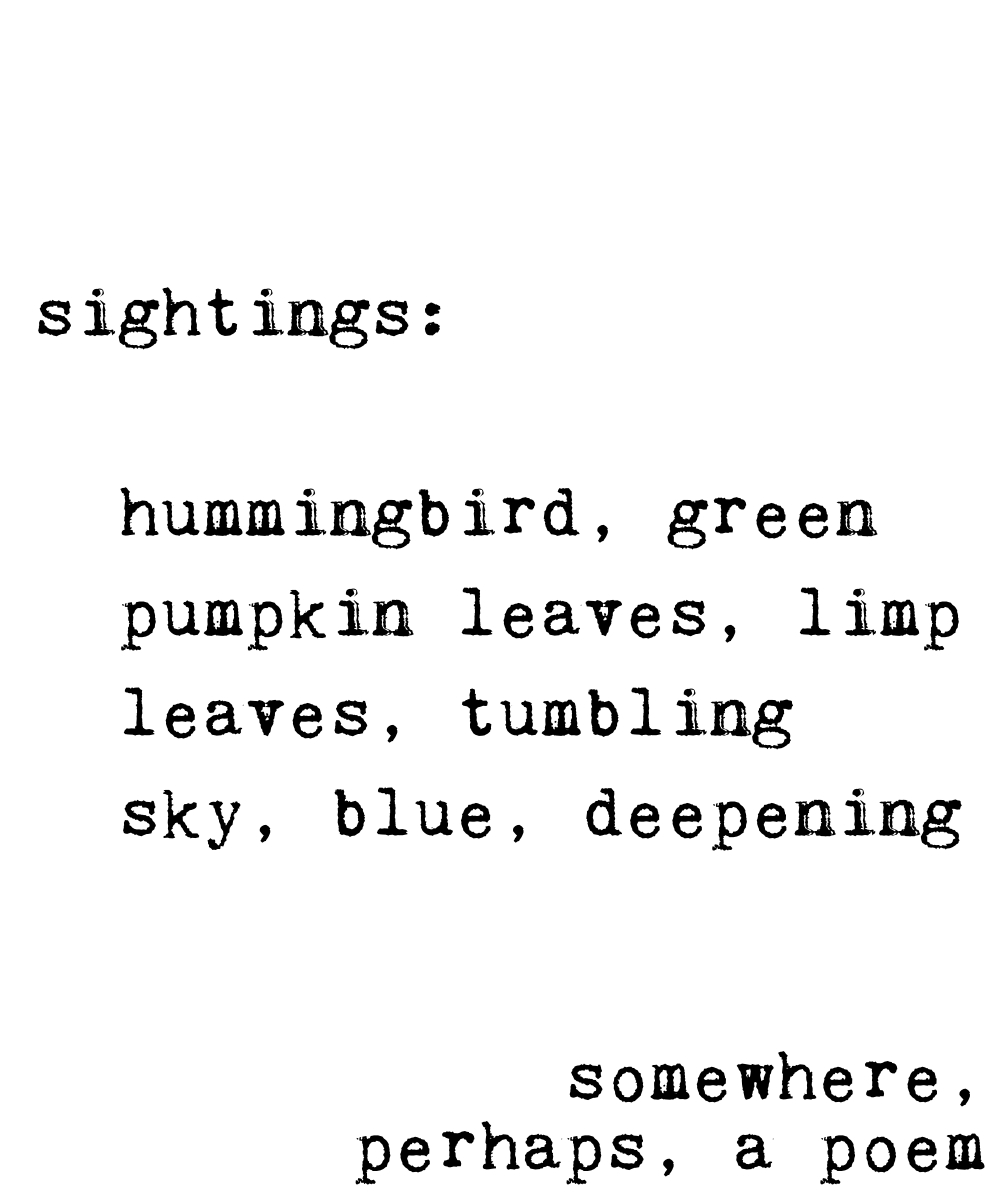 sightings:
hummingbird, green
pumpkin leaves, limp
leaves, tumbling
sky, blue, deepening
somewhere,
perhaps, a poem